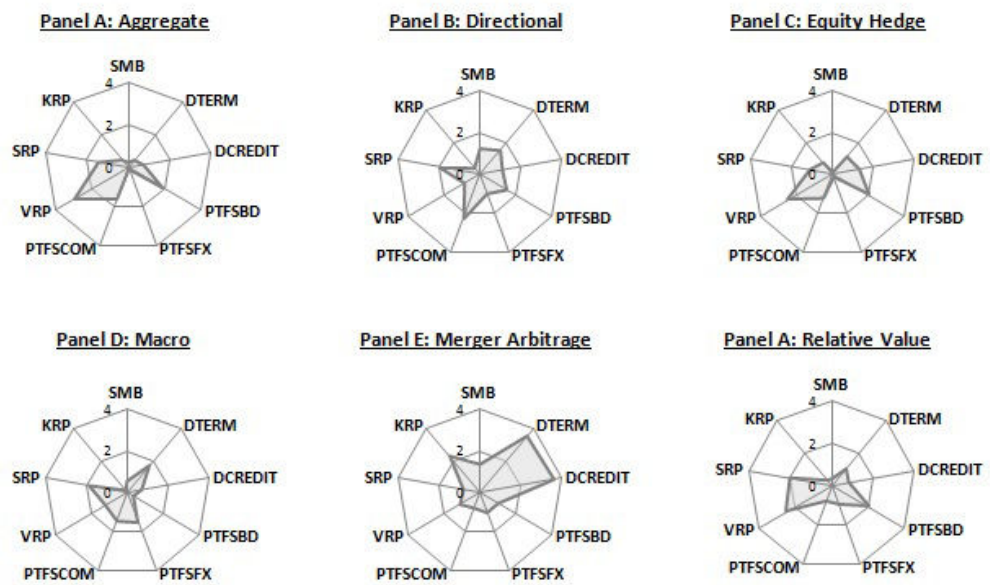 Panel A: Aggregate
SMB
4
KRP
DTERM
2
SRP
DCREDIT
0
VRP
PTFSBD
PTFSCOM
PTFSFX
Panel B: Directional
SMB
4
KRP
DTERM
2
SRP
DCREDIT
0
VRP
PTFSBD
PTFSCOM
PTFSFX
Panel C: Equity Hedge
SMB
4
KRP
DTERM
2
SRP
DCREDIT
0
VRP
PTFSBD
PTFSCOM
PTFSFX
Panel D: Macro
SMB
4
KRP
DTERM
2
SRP
DCREDIT
0
VRP
PTFSBD
PTFSCOM
PTFSFX
Panel E: Merger Arbitrage
SMB
4
KRP
DTERM
2
SRP
DCREDIT
0
VRP
PTFSBD
PTFSCOM
PTFSFX
Panel A: Relative Value
SMB
4
KRP
DTERM
2
SRP
DCREDIT
0
VRP
PTFSBD
PTFSCOM
PTFSFX